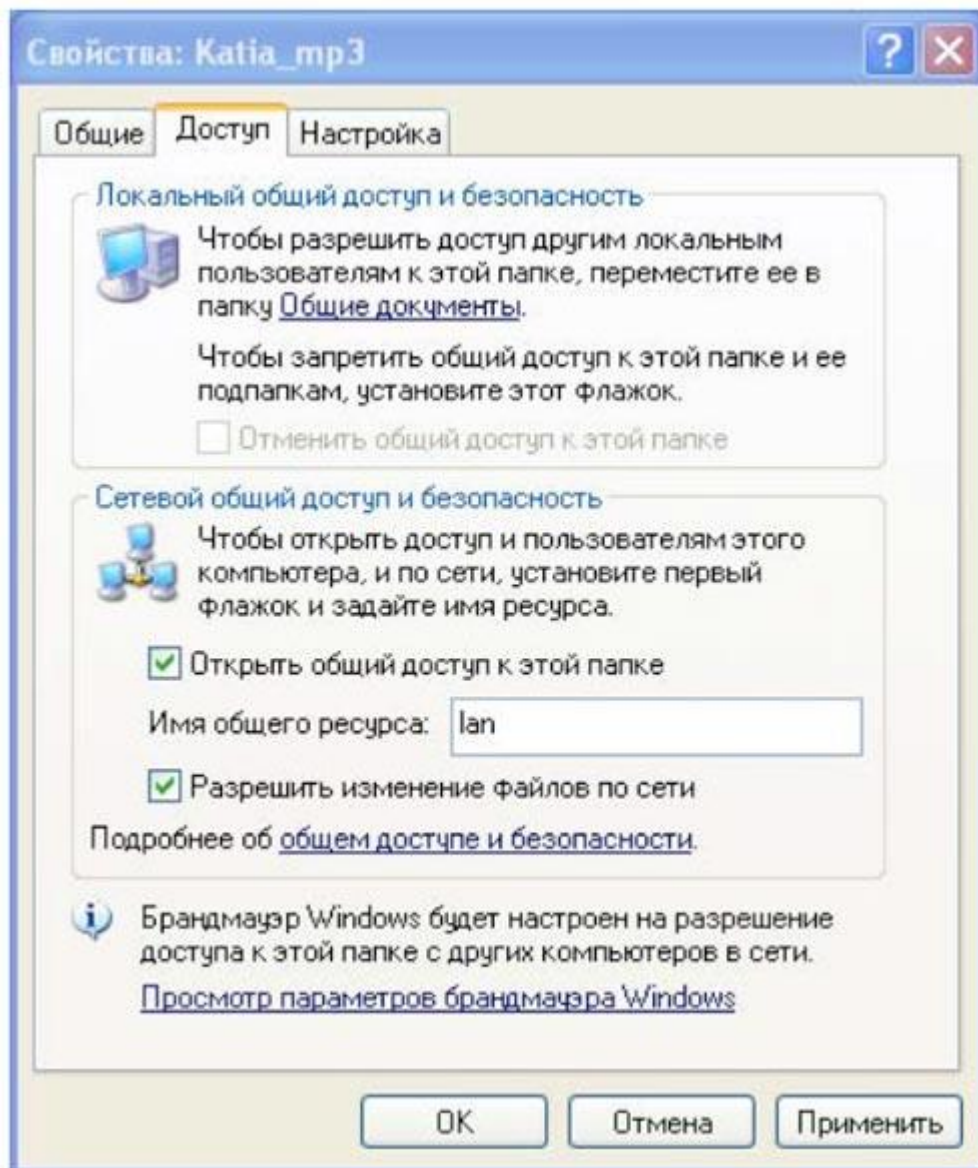 Свойства: Katia_mp3
Общие Доступ Настройка
Локальный общий доступ и безопасность
Чтобы разрешить доступ другим локальным
пользователям к этой папке, переместите ее в
папку Общие документы.
Чтобы запретить общий доступ к этой папке и ее
подпапкам, установите этот флажок.
Отменить общий доступ к этой папке
Сетевой общий доступ и безопасность
Чтобы открыть доступ и пользователям этого
компьютера, и по сети, установите первый
флажок и задайте имя ресурса.
Открыть общий доступ к этой папке
Имя общего ресурса: lan
Разрешить изменение файлов по сети
Подробнее об общем доступе и безопасности.
Брандмауэр Windows будет настроен на разрешение
доступа к этой папке с других компьютеров в сети.
Просмотр параметров брандмауэра Windows
OK Отмена Применить